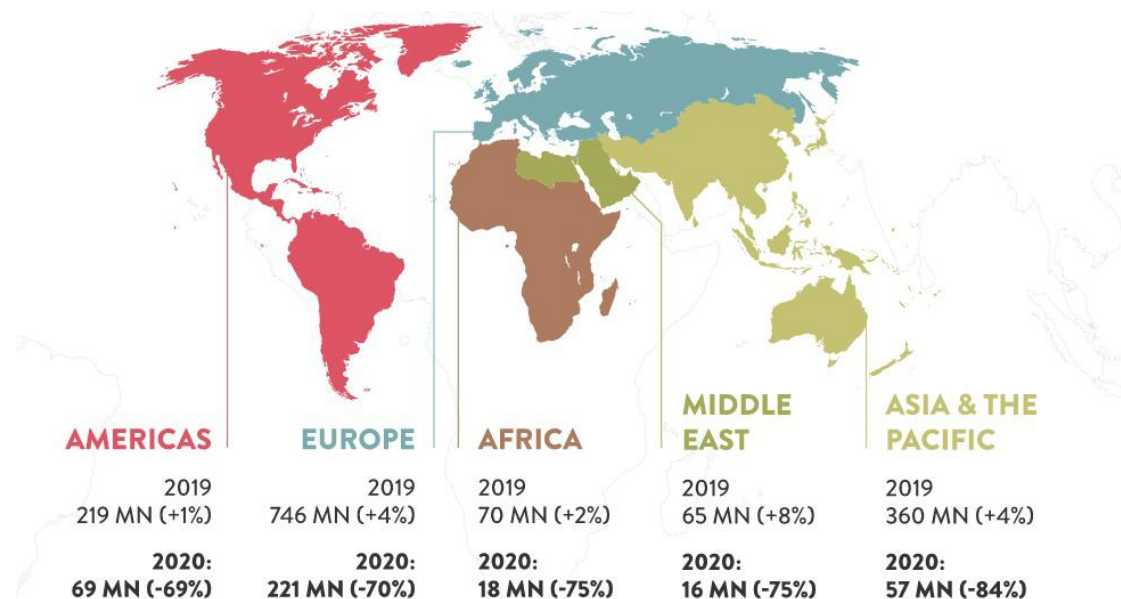 AMERICAS
2019
219 MN (+1%)
2020:
69 MN (-69%)
EUROPE
2019
746 MN (+4%)
2020:
221 MN (-70%)
AFRICA
2019
70 MN (+2%)
2020:
18 MN (-75%)
MIDDLE
EAST
2019
65 MN (+8%)
2020:
16 MN (-75%)
ASIA & THE
PACIFIC
2019
360 MN (+4%)
2020:
57 MN (-84%)